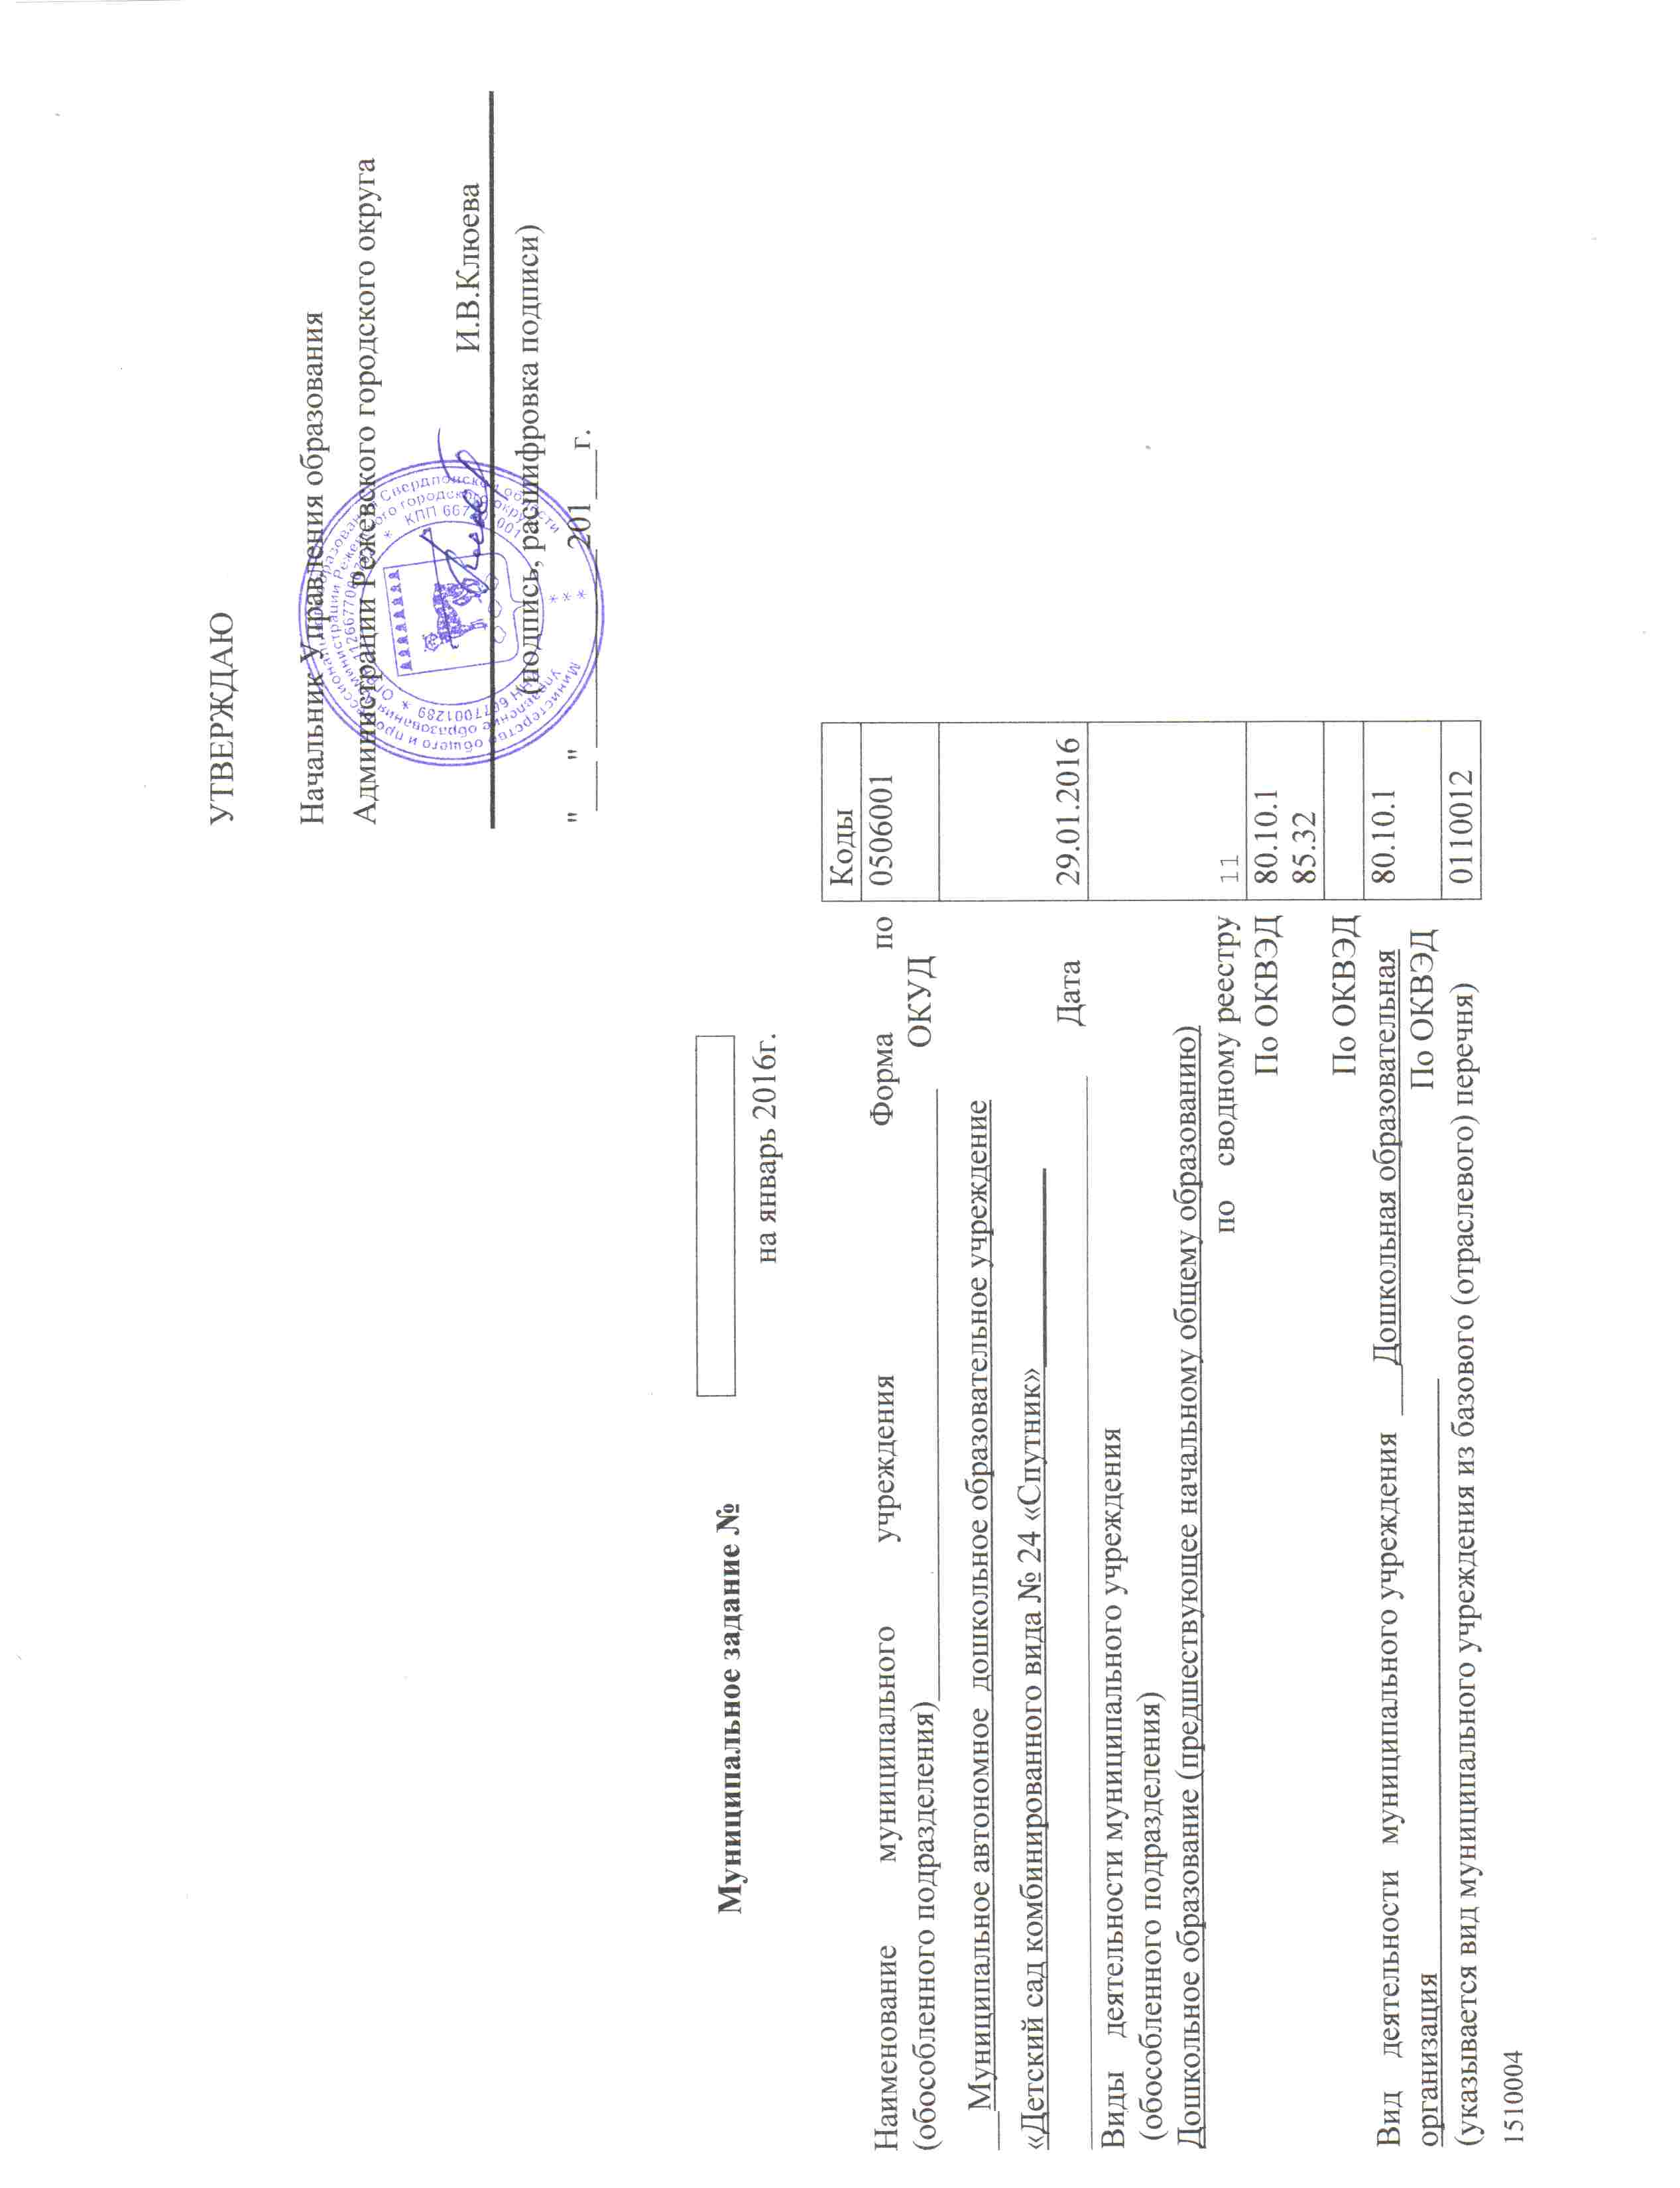 УТВЕРЖДАЮ
Начальник Управления образования
Администрации Режевского городского округа
И.В.Клюева
(подпись, расшифровка подписи)
"___"__________201___г.
Муниципальное задание №
на январь 2016г.
Коды
Наименование муниципального учреждения Форма по 0506001
(обособленного подразделения) ОКУД
Муниципальное автономное дошкольное образовательное учреждение
«Детский сад комбинированного вида № 24 «Спутник»
Дата 29.01.2016
Виды деятельности муниципального учреждения
(обособленного подразделения)
Дошкольное образование (предшествующее начальному общему образованию)
по сводному реестру 11
По ОКВЭД 80.10.1
85.32
По ОКВЭД
Вид деятельности муниципального учреждения Дошкольная образовательная 80.10.1
организация По ОКВЭД
(указывается вид муниципального учреждения из базового (отраслевого) перечня) 0110012
1510004